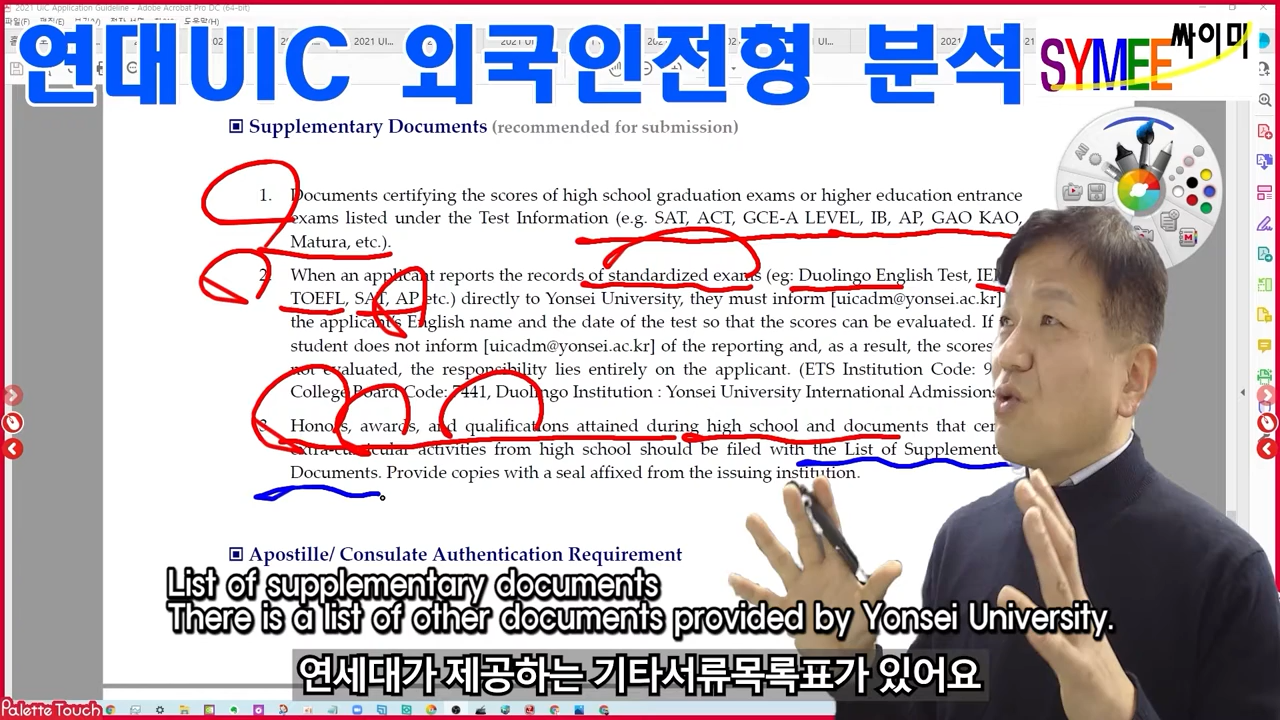 2021 UIC Application Guideline - Adobe Acrobat Pro DC (64-bit)
연대UIC 외국인전형 분석
SYMEE 싸이미
Supplementary Documents (recommended for submission)
1. Documents certifying the scores of high school graduation exams or higher education entrance
exams listed under the Test Information (e.g. SAT, ACT, GCE-A LEVEL, IB, AP, GAO KAO,
Matura, etc.).
2. When an applicant reports the records of standardized exams (eg: Duolingo English Test,
TOEFL, SAT, AP etc.) directly to Yonsei University, they must inform [uicadm@yonsei.ac.kr]
the applicant's English name and the date of the test so that the scores can be evaluated. If
student does not inform [uicadm@yonsei.ac.kr] of the reporting and, as a result, the scores
not evaluated, the responsibility lies entirely on the applicant. (ETS Institution Code:
College Board Code: 7441, Duolingo Institution : Yonsei University International Admissions
3. Honors, awards, and qualifications attained during high school and documents that
extra-curricular activities from high school should be filed with the List of
Documents. Provide copies with a seal affixed from the issuing institution.
Apostille/ Consulate Authentication Requirement
List of supplementary documents
There is a list of other documents provided by Yonsei University.
연세대가 제공하는 기타서류목록표가 있어요
Palette Touch